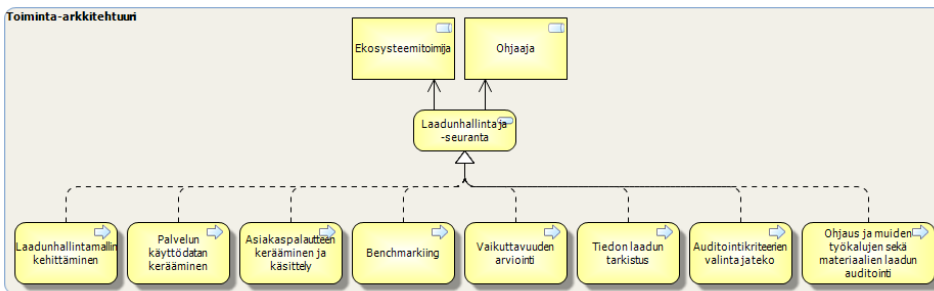 Toiminta-arkkitehtuuri
Ekosysteemitoimija
Ohjaaja
Laadunhallinta ja
-seuranta
Laadunhallintamallin
kehittäminen
Palvelun
käyttödatan
kerääminen
Asiakaspalautteen
kerääminen ja
käsittely
Benchmarkiing
Vaikuttavuuden
arviointi
Tiedon laadun
tarkistus
Auditointikriteerien
valinta ja teko
Ohjaus ja muiden
työkalujen sekä
materiaalien laadun
auditointi